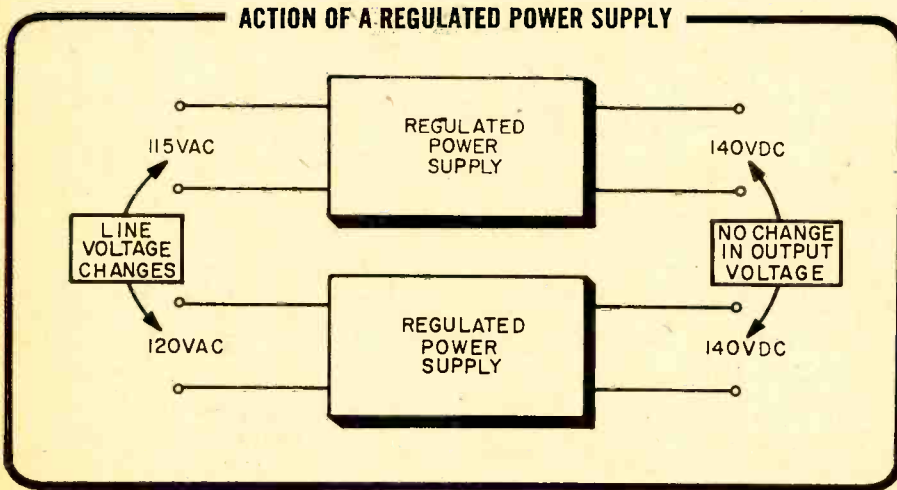 ACTION OF A REGULATED POWER SUPPLY
REGULATED
POWER
SUPPLY
115VAC
140VDC
LINE
VOLTAGE
CHANGES
NO CHANGE
IN OUTPUT
VOLTAGE
REGULATED
POWER
SUPPLY
120VAC
140VDC